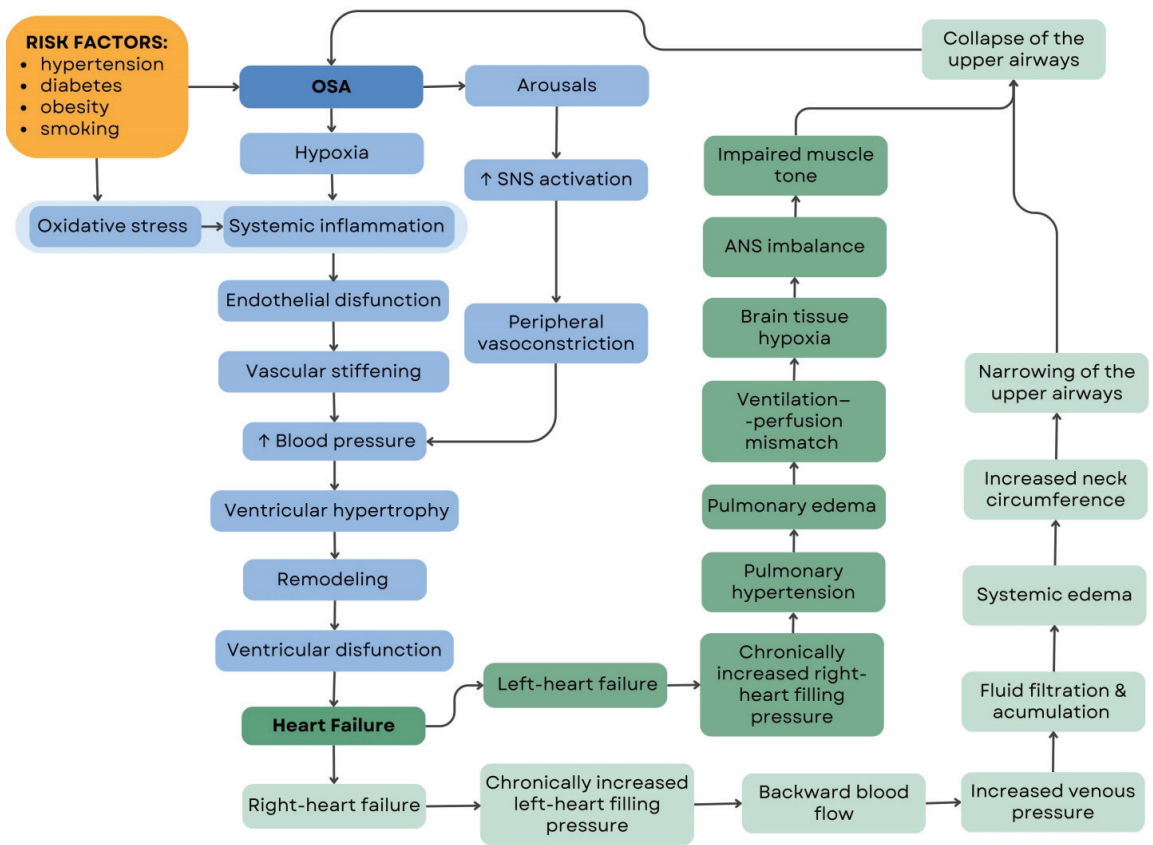 RISK FACTORS:
• hypertension
• diabetes
• obesity
• smoking
OSA
Arousals
Collapse of the
upper airways
Hypoxia
↑ SNS activation
Impaired muscle
tone
Oxidative stress
Systemic inflammation
ANS imbalance
Endothelial disfunction
Peripheral
vasoconstriction
Brain tissue
hypoxia
Vascular stiffening
Ventilation–
-perfusion
mismatch
Narrowing of the
upper airways
↑ Blood pressure
Ventricular hypertrophy
Pulmonary edema
Increased neck
circumference
Remodeling
Pulmonary
hypertension
Systemic edema
Ventricular disfunction
Left-heart failure
Chronically
increased right-
heart filling
pressure
Fluid filtration &
acumulation
Heart Failure
Right-heart failure
Chronically increased
left-heart filling
pressure
Backward blood
flow
Increased venous
pressure